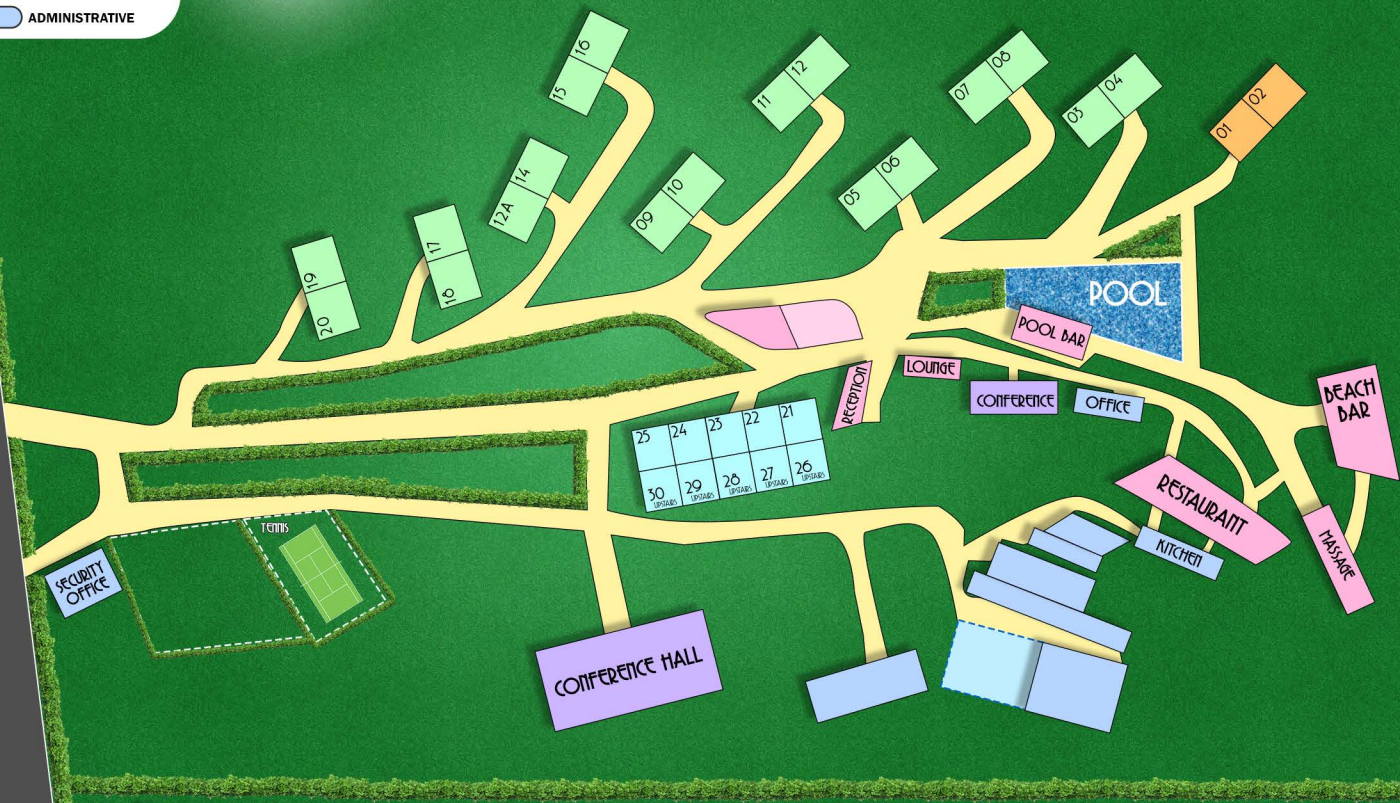 ADMINISTRATIVE
16
15
12
11
08
07
04
03
02
01
14
12A
10
09
06
05
17
18
19
20
POOL
POOL BAR
RECEPTION
LOUNGE
CONFERENCE
OFFICE
BEACH
BAR
25
24
23
22
21
30
UPSTAIRS
29
UPSTAIRS
28
UPSTAIRS
27
UPSTAIRS
26
UPSTAIRS
RESTAURANT
KITCHEN
MASSAGE
TENNIS
SECURITY
OFFICE
CONFERENCE HALL